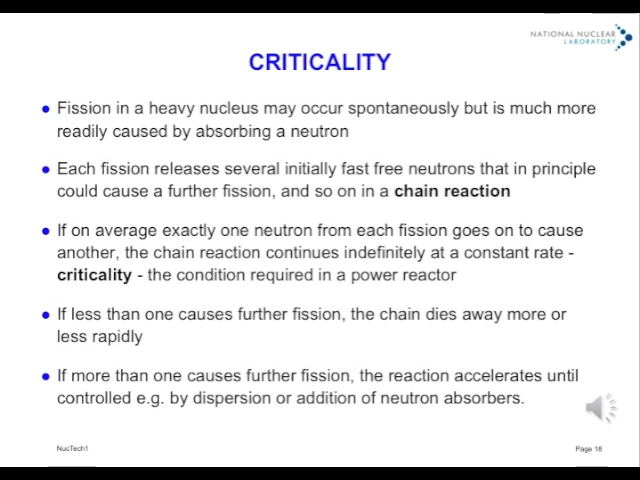 NATIONAL NUCLEAR
LABORATORY
CRITICALITY
● Fission in a heavy nucleus may occur spontaneously but is much more
readily caused by absorbing a neutron
● Each fission releases several initially fast free neutrons that in principle
could cause a further fission, and so on in a chain reaction
● If on average exactly one neutron from each fission goes on to cause
another, the chain reaction continues indefinitely at a constant rate -
criticality - the condition required in a power reactor
● If less than one causes further fission, the chain dies away more or
less rapidly
● If more than one causes further fission, the reaction accelerates until
controlled e.g. by dispersion or addition of neutron absorbers.
NucTech1
Page 18